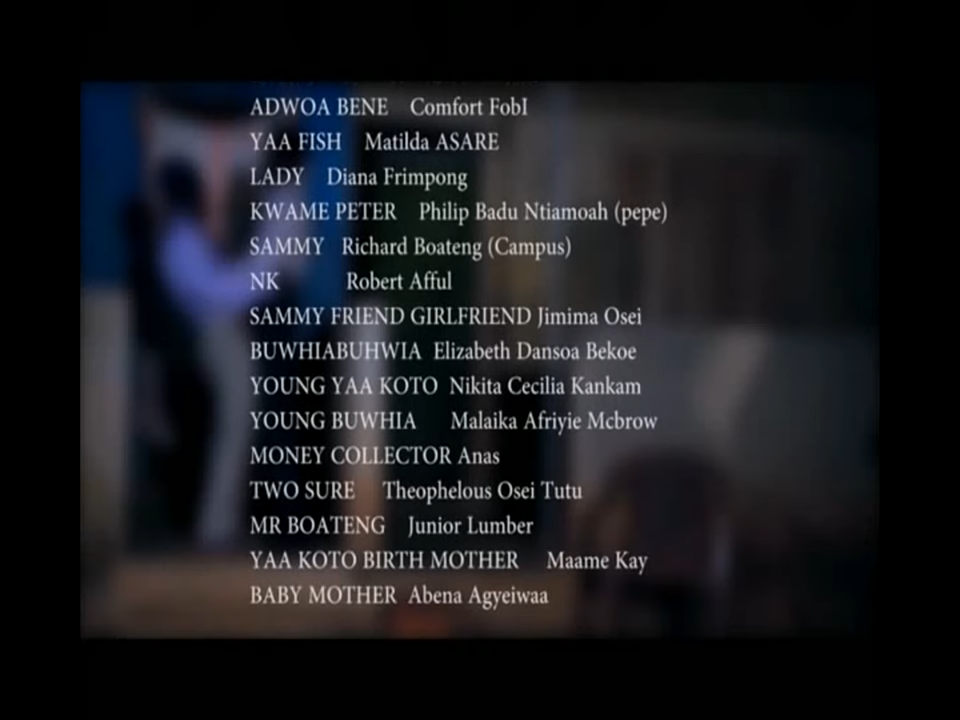 ADWOA BENE Comfort FobI
YAA FISH Matilda ASARE
LADY Diana Frimpong
KWAME PETER Philip Badu Ntiamoah (pepe)
SAMMY Richard Boateng (Campus)
NK Robert Afful
SAMMY FRIEND GIRLFRIEND Jimima Osei
BUWHIABUHWIA Elizabeth Dansoa Bekoe
YOUNG YAA KOTO Nikita Cecilia Kankam
YOUNG BUWHIA Malaika Afriyie Mcbrow
MONEY COLLECTOR Anas
TWO SURE Theophelous Osei Tutu
MR BOATENG Junior Lumber
YAA KOTO BIRTH MOTHER Maame Kay
BABY MOTHER Abena Agyeiwaa